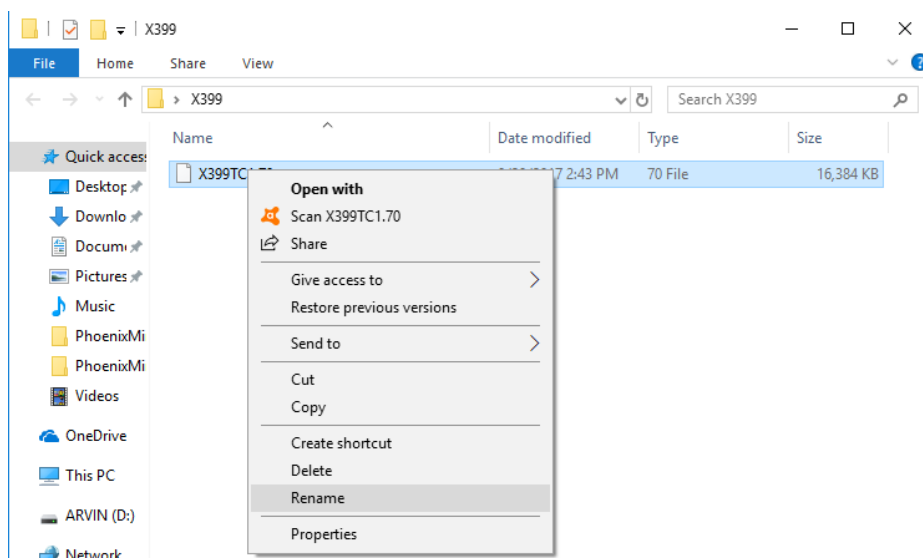 X399
File Home Share View
X399 Search X399
Name Date modified Type Size
Quick access
X399TC1.70 2:43 PM 70 File 16,384 KB
Desktop
Downlo
Docum
Pictures
Music
PhoenixMi
PhoenixMi
Videos
OneDrive
This PC
ARVIN (D:)
Network
Open with
Scan X399TC1.70
Share
Give access to
Restore previous versions
Send to
Cut
Copy
Create shortcut
Delete
Rename
Properties